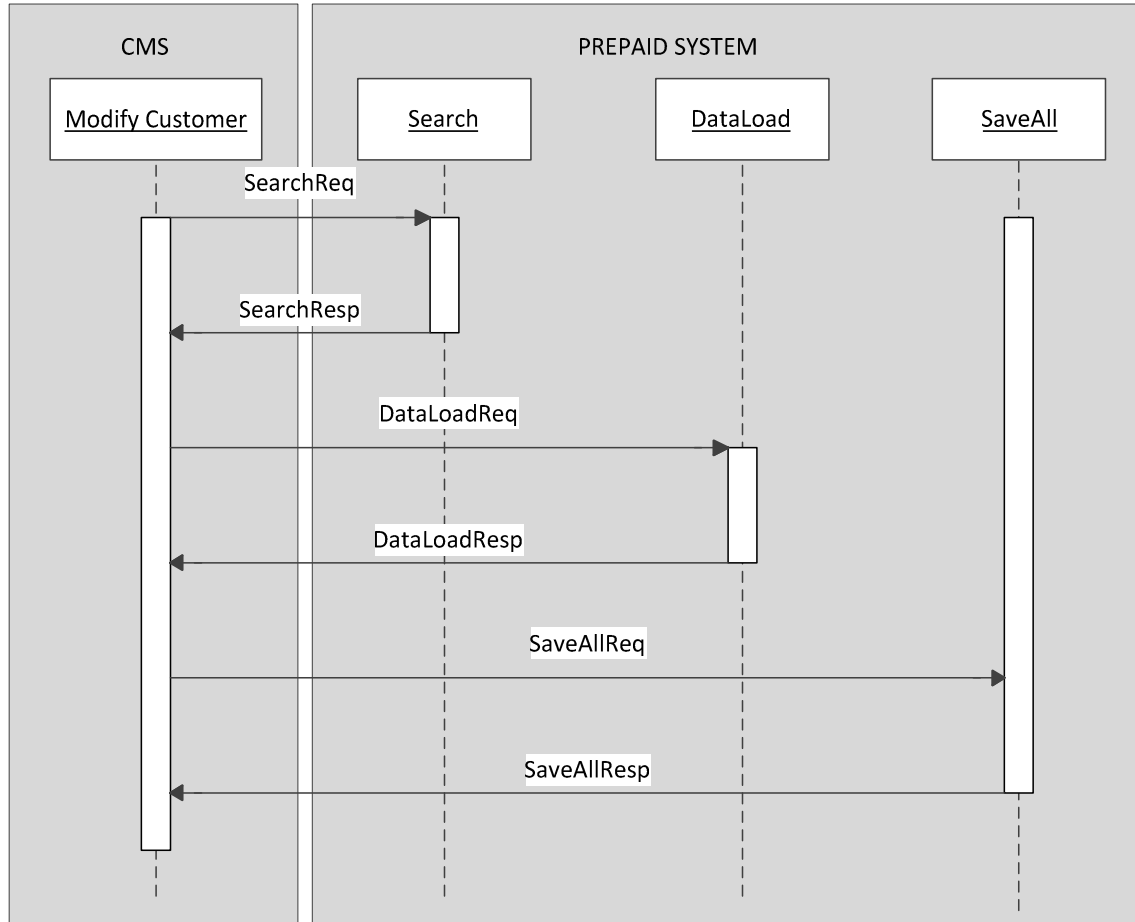 CMS
PREPAID SYSTEM
Modify Customer
Search
DataLoad
SaveAll
SearchReq
SearchResp
DataLoadReq
DataLoadResp
SaveAllReq
SaveAllResp